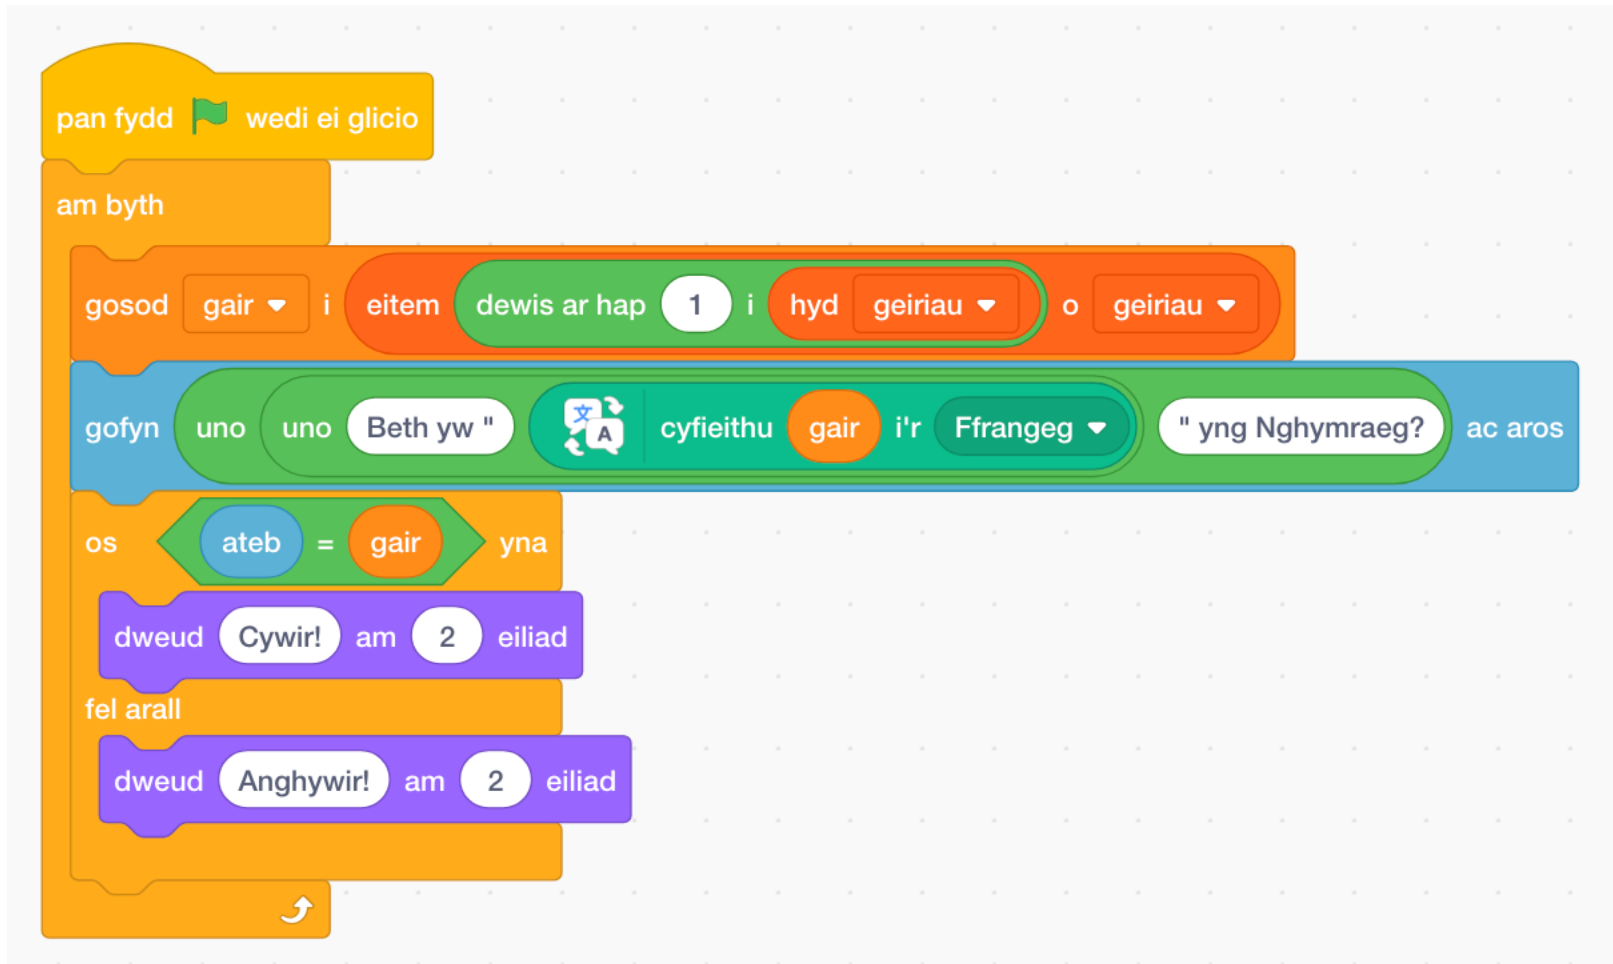 pan fydd wedi ei glicio
am byth
gosod gair i eitem dewis ar hap 1 i hyd geiriau o geiriau
gofyn uno uno Beth yw " cyfieithu gair i'r Ffrangeg " yng Nghymraeg? ac aros
os ateb = gair yna
dweud Cywir! am 2 eiliad
fel arall
dweud Anghywir! am 2 eiliad